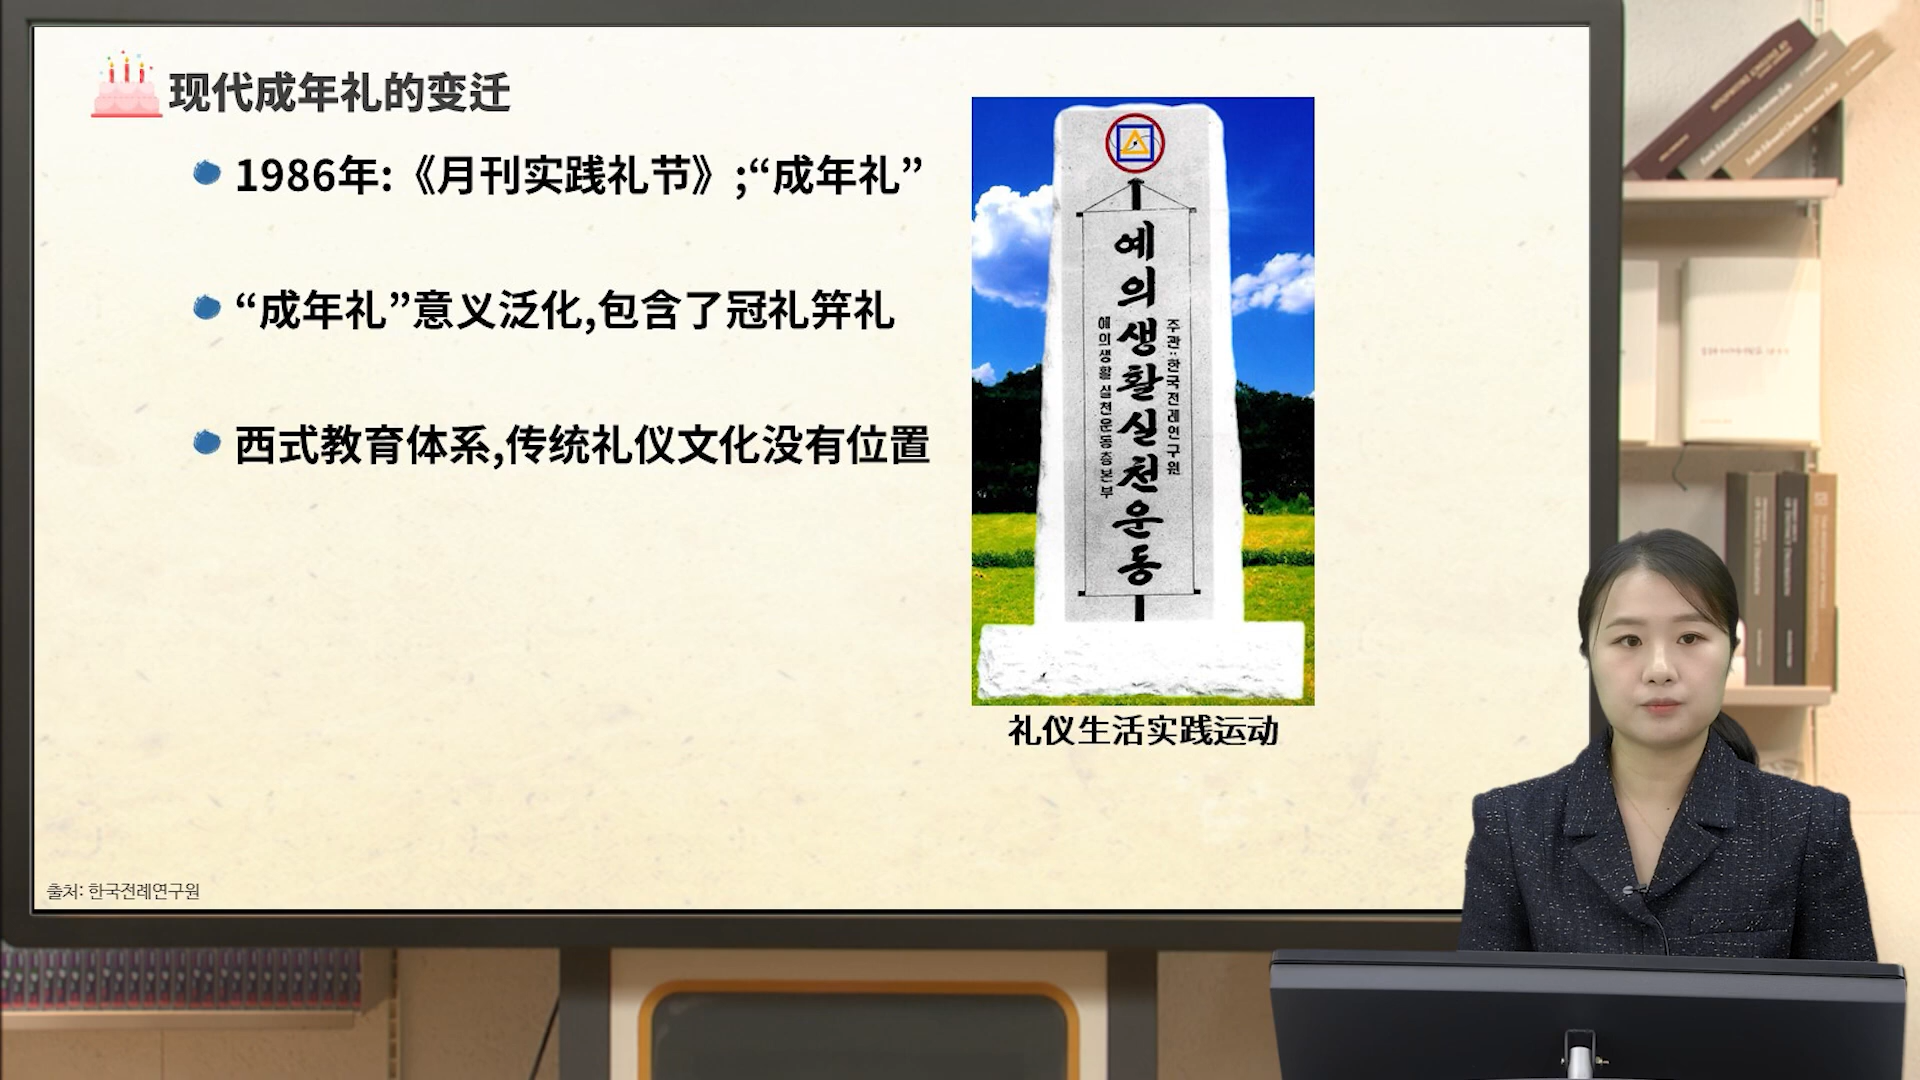 现代成年礼的变迁
1986年:《月刊实践礼节》;“成年礼”
“成年礼”意义泛化,包含了冠礼笄礼
西式教育体系,传统礼仪文化没有位置
주관:한국전례연구원
예의생활실천운동
예의생활실천운동총본부
礼仪生活实践运动
출처: 한국전례연구원